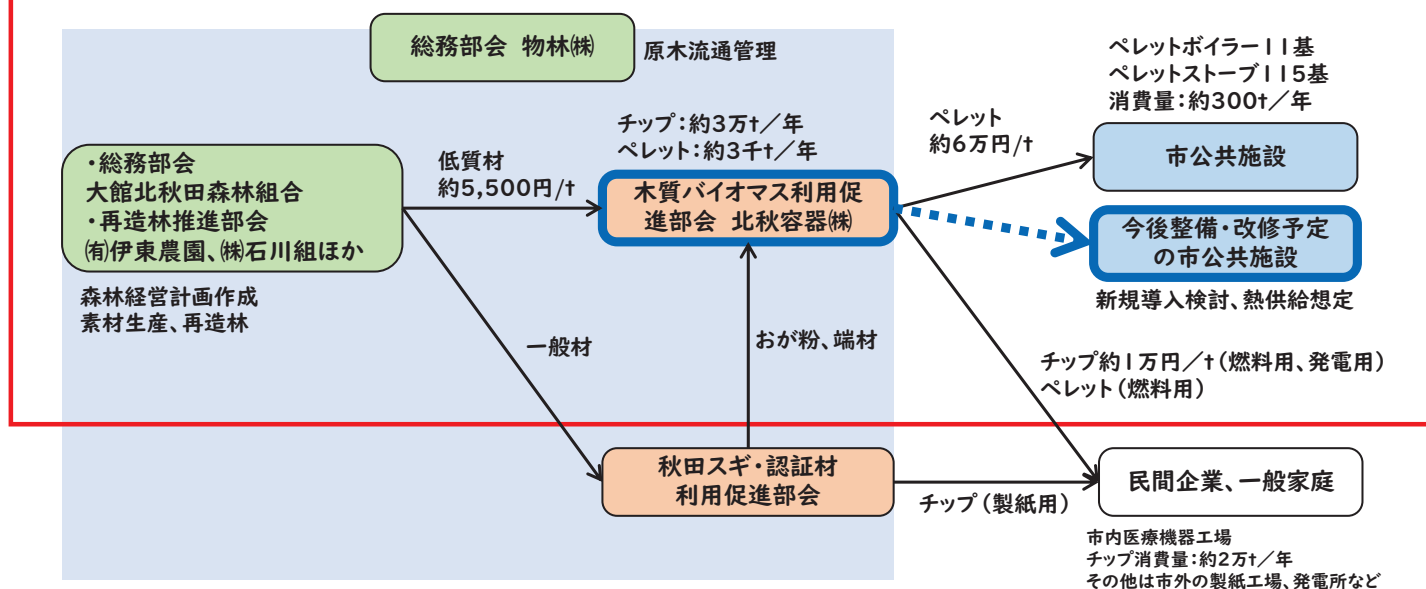 総務部会 物林㈱
原木流通管理
ペレットボイラー11基
ペレットストーブ115基
消費量：約300t／年
市公共施設
ペレット
約6万円/t
チップ：約3万t／年
ペレット：約3千t／年
木質バイオマス利用促
進部会 北秋容器㈱
低質材
約5,500円/t
・総務部会
大館北秋田森林組合
・再造林推進部会
㈲伊東農園、㈱石川組ほか
森林経営計画作成
素材生産、再造林
今後整備・改修予定
の市公共施設
新規導入検討、熱供給想定
一般材
おが粉、端材
チップ約1万円／t（燃料用、発電用）
ペレット（燃料用）
秋田スギ・認証材
利用促進部会
チップ（製紙用）
民間企業、一般家庭
市内医療機器工場
チップ消費量：約2万t／年
その他は市外の製紙工場、発電所など